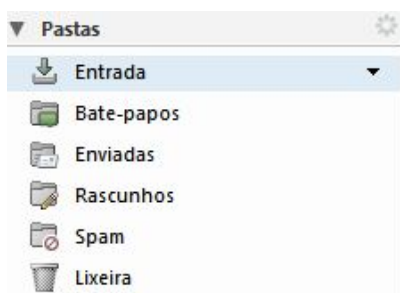 Pastas
Entrada
Bate-papos
Enviadas
Rascunhos
Spam
Lixeira